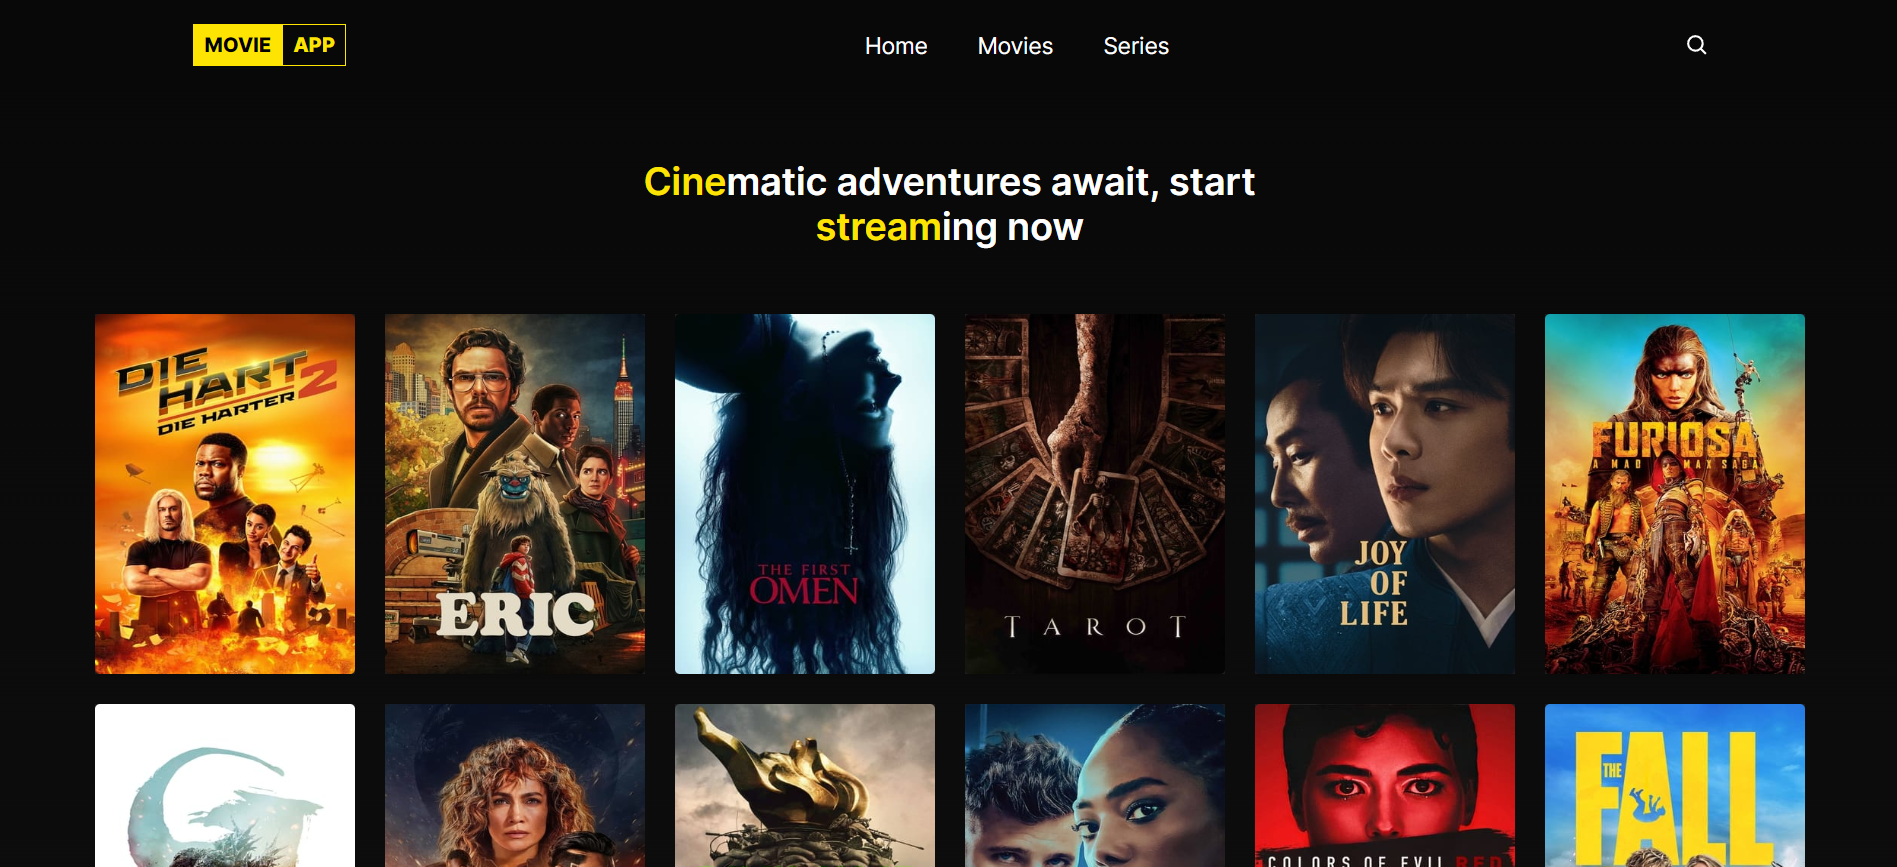 MOVIE APP
Home Movies Series
Cinematic adventures await, start
streaming now
DIE
HART 2
DIE HARTER
ERIC
THE FIRST
OMEN
TAROT
JOY
OF
LIFE
FURIOSA
A MAD MAX SAGA
COLORS OF EVIL RED
THE
FALL